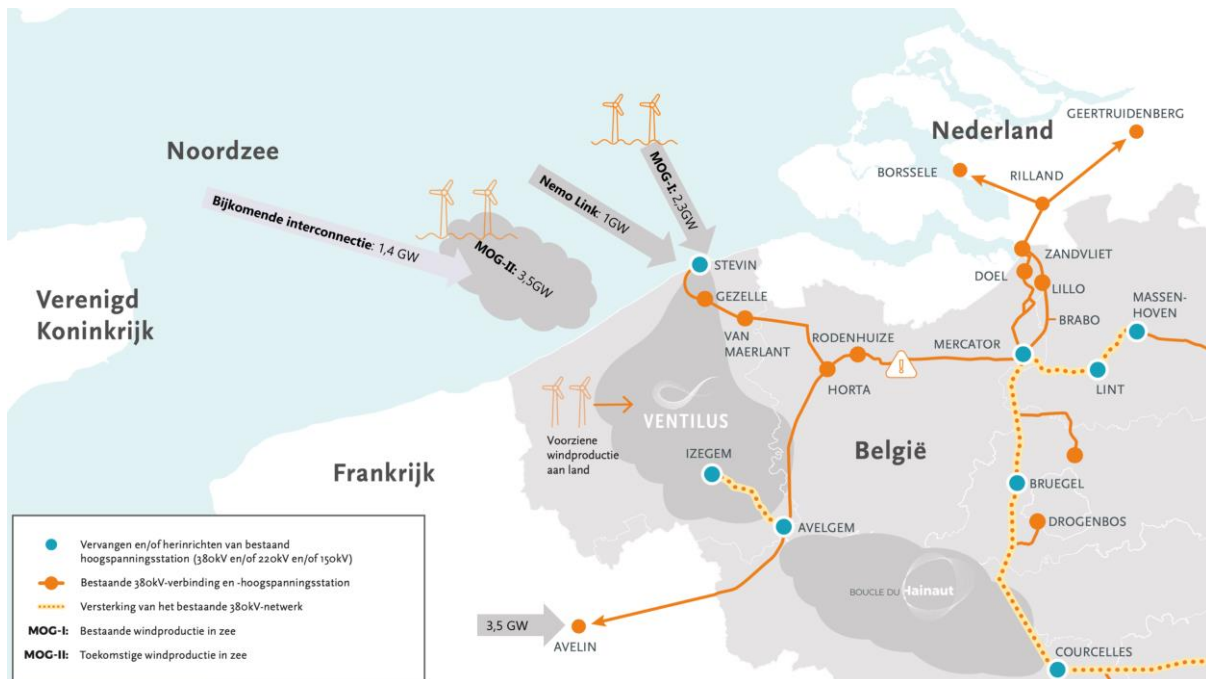 Noordzee
Nederland
GEERTRUIDENBERG
BORSSELE
RILLAND
MOG-I: 2,3GW
Nemo Link: 1GW
Bijkomende interconnectie: 1,4 GW
MOG-II: 3,5GW
STEVIN
ZANDVLIET
DOEL
LILLO
GEZELLE
MASSEN-
HOVEN
Verenigd
Koninkrijk
BRABO
VAN
MAERLANT
RODENHUIZE
MERCATOR
!
HORTA
LINT
VENTILUS
Voorziene
windproductie
aan land
België
IZEGEM
Frankrijk
BRUEGEL
AVELGEM
DROGENBOS
BOUCLE DU Hainaut
3,5 GW
AVELIN
COURCELLES
Vervangen en/of herinrichten van bestaand
hoogspanningsstation (380kV en/of 220kV en/of 150kV)
Bestaande 380kV-verbinding en -hoogspanningsstation
Versterking van het bestaande 380kV-netwerk
MOG-I: Bestaande windproductie in zee
MOG-II: Toekomstige windproductie in zee